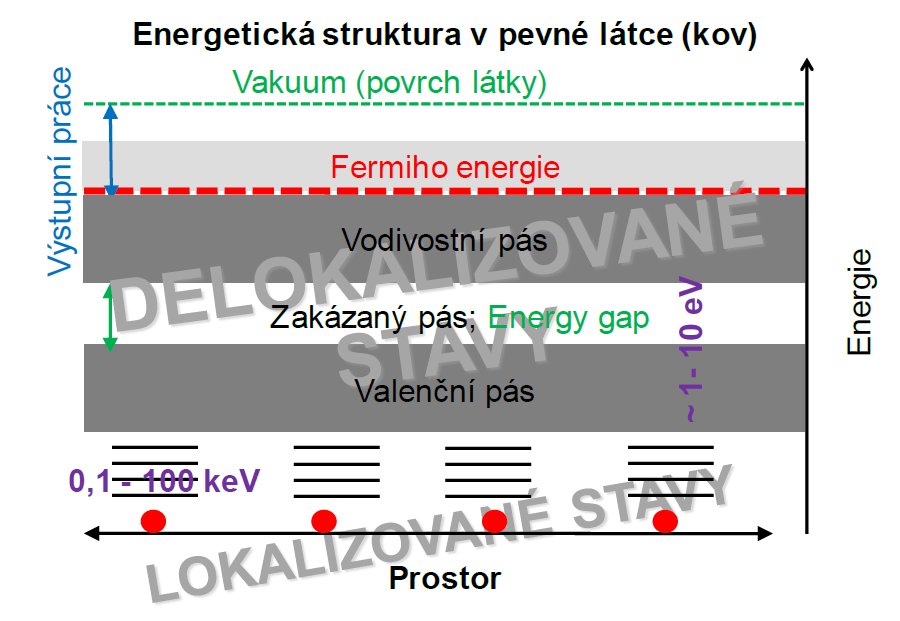 Energetická struktura v pevné látce (kov)
Vakuum (povrch látky)
Výstupní práce
Fermiho energie
Vodivostní pás
DELOKALIZOVANÉ
STAVY
Zakázaný pás; Energy gap
Valenční pás
~ 1- 10 eV
Energie
0,1 - 100 keV
LOKALIZOVANÉ STAVY
Prostor